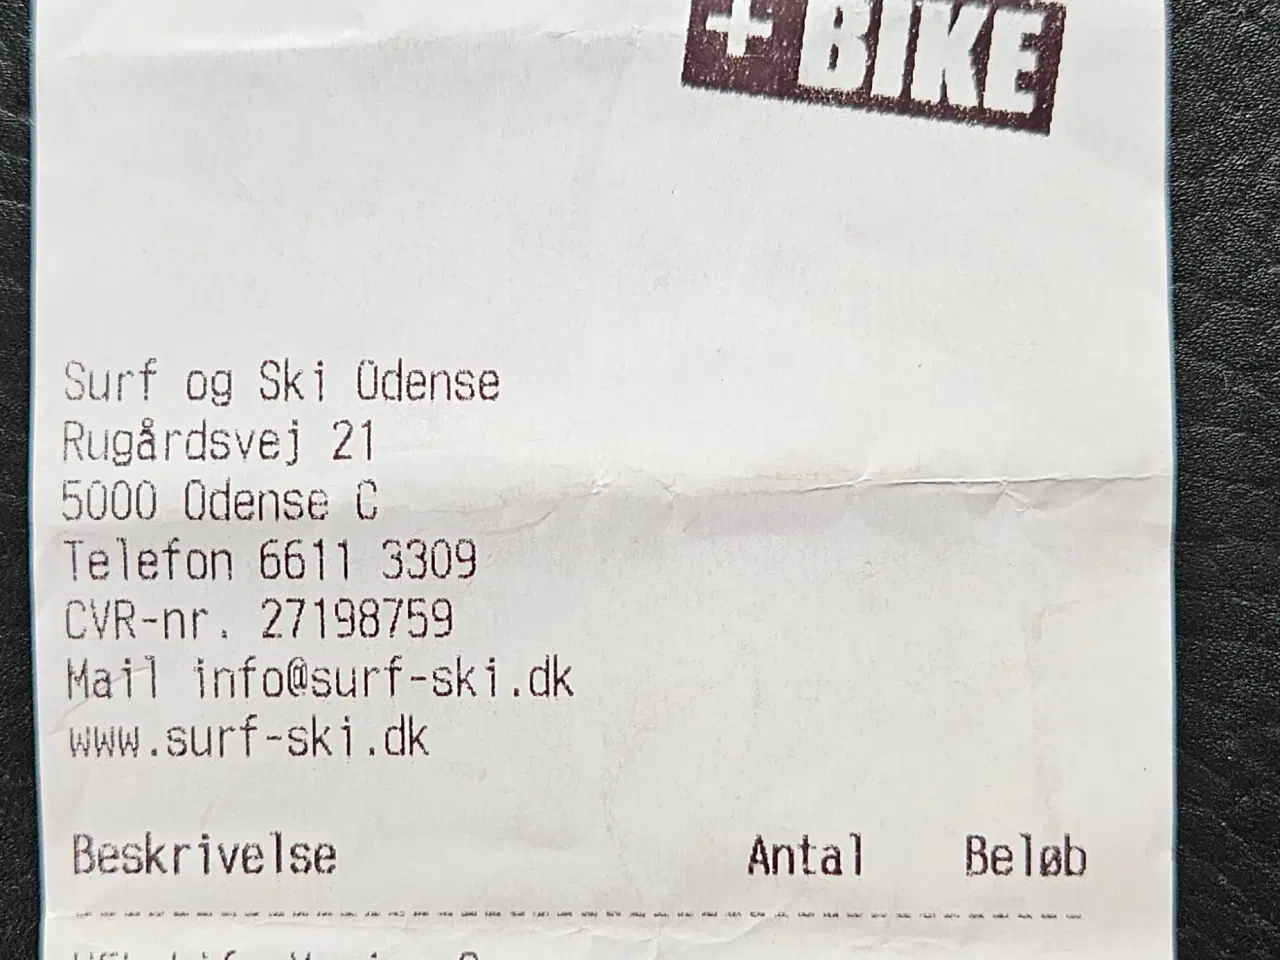 + BIKE
Surf og Ski Odense
Rugårdsvej 21
5000 Odense C
Telefon 6611 3309
CVR-nr. 27198759
Mail info@surf-ski.dk
www.surf-ski.dk
Beskrivelse Antal Beløb